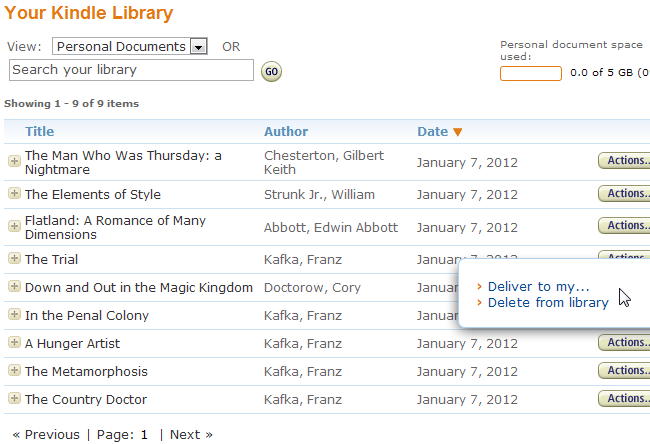 Your Kindle Library
View: Personal Documents OR
Search your library GO
Personal document space
used:
0.0 of 5 GB (0
Showing 1 - 9 of 9 items
Title Author Date
The Man Who Was Thursday: a
Nightmare
Chesterton, Gilbert
Keith
January 7, 2012 Actions..
The Elements of Style Strunk Jr., William January 7, 2012 Actions..
Flatland: A Romance of Many
Dimensions
Abbott, Edwin Abbott January 7, 2012 Actions..
The Trial Kafka, Franz January 7, 2012 Actions..
Deliver to my...
Delete from library
Down and Out in the Magic Kingdom Doctorow, Cory Janua
In the Penal Colony Kafka, Franz Janua
A Hunger Artist Kafka, Franz January 7, 2012 Actions..
The Metamorphosis Kafka, Franz January 7, 2012 Actions..
The Country Doctor Kafka, Franz January 7, 2012 Actions..
« Previous | Page: 1 | Next »